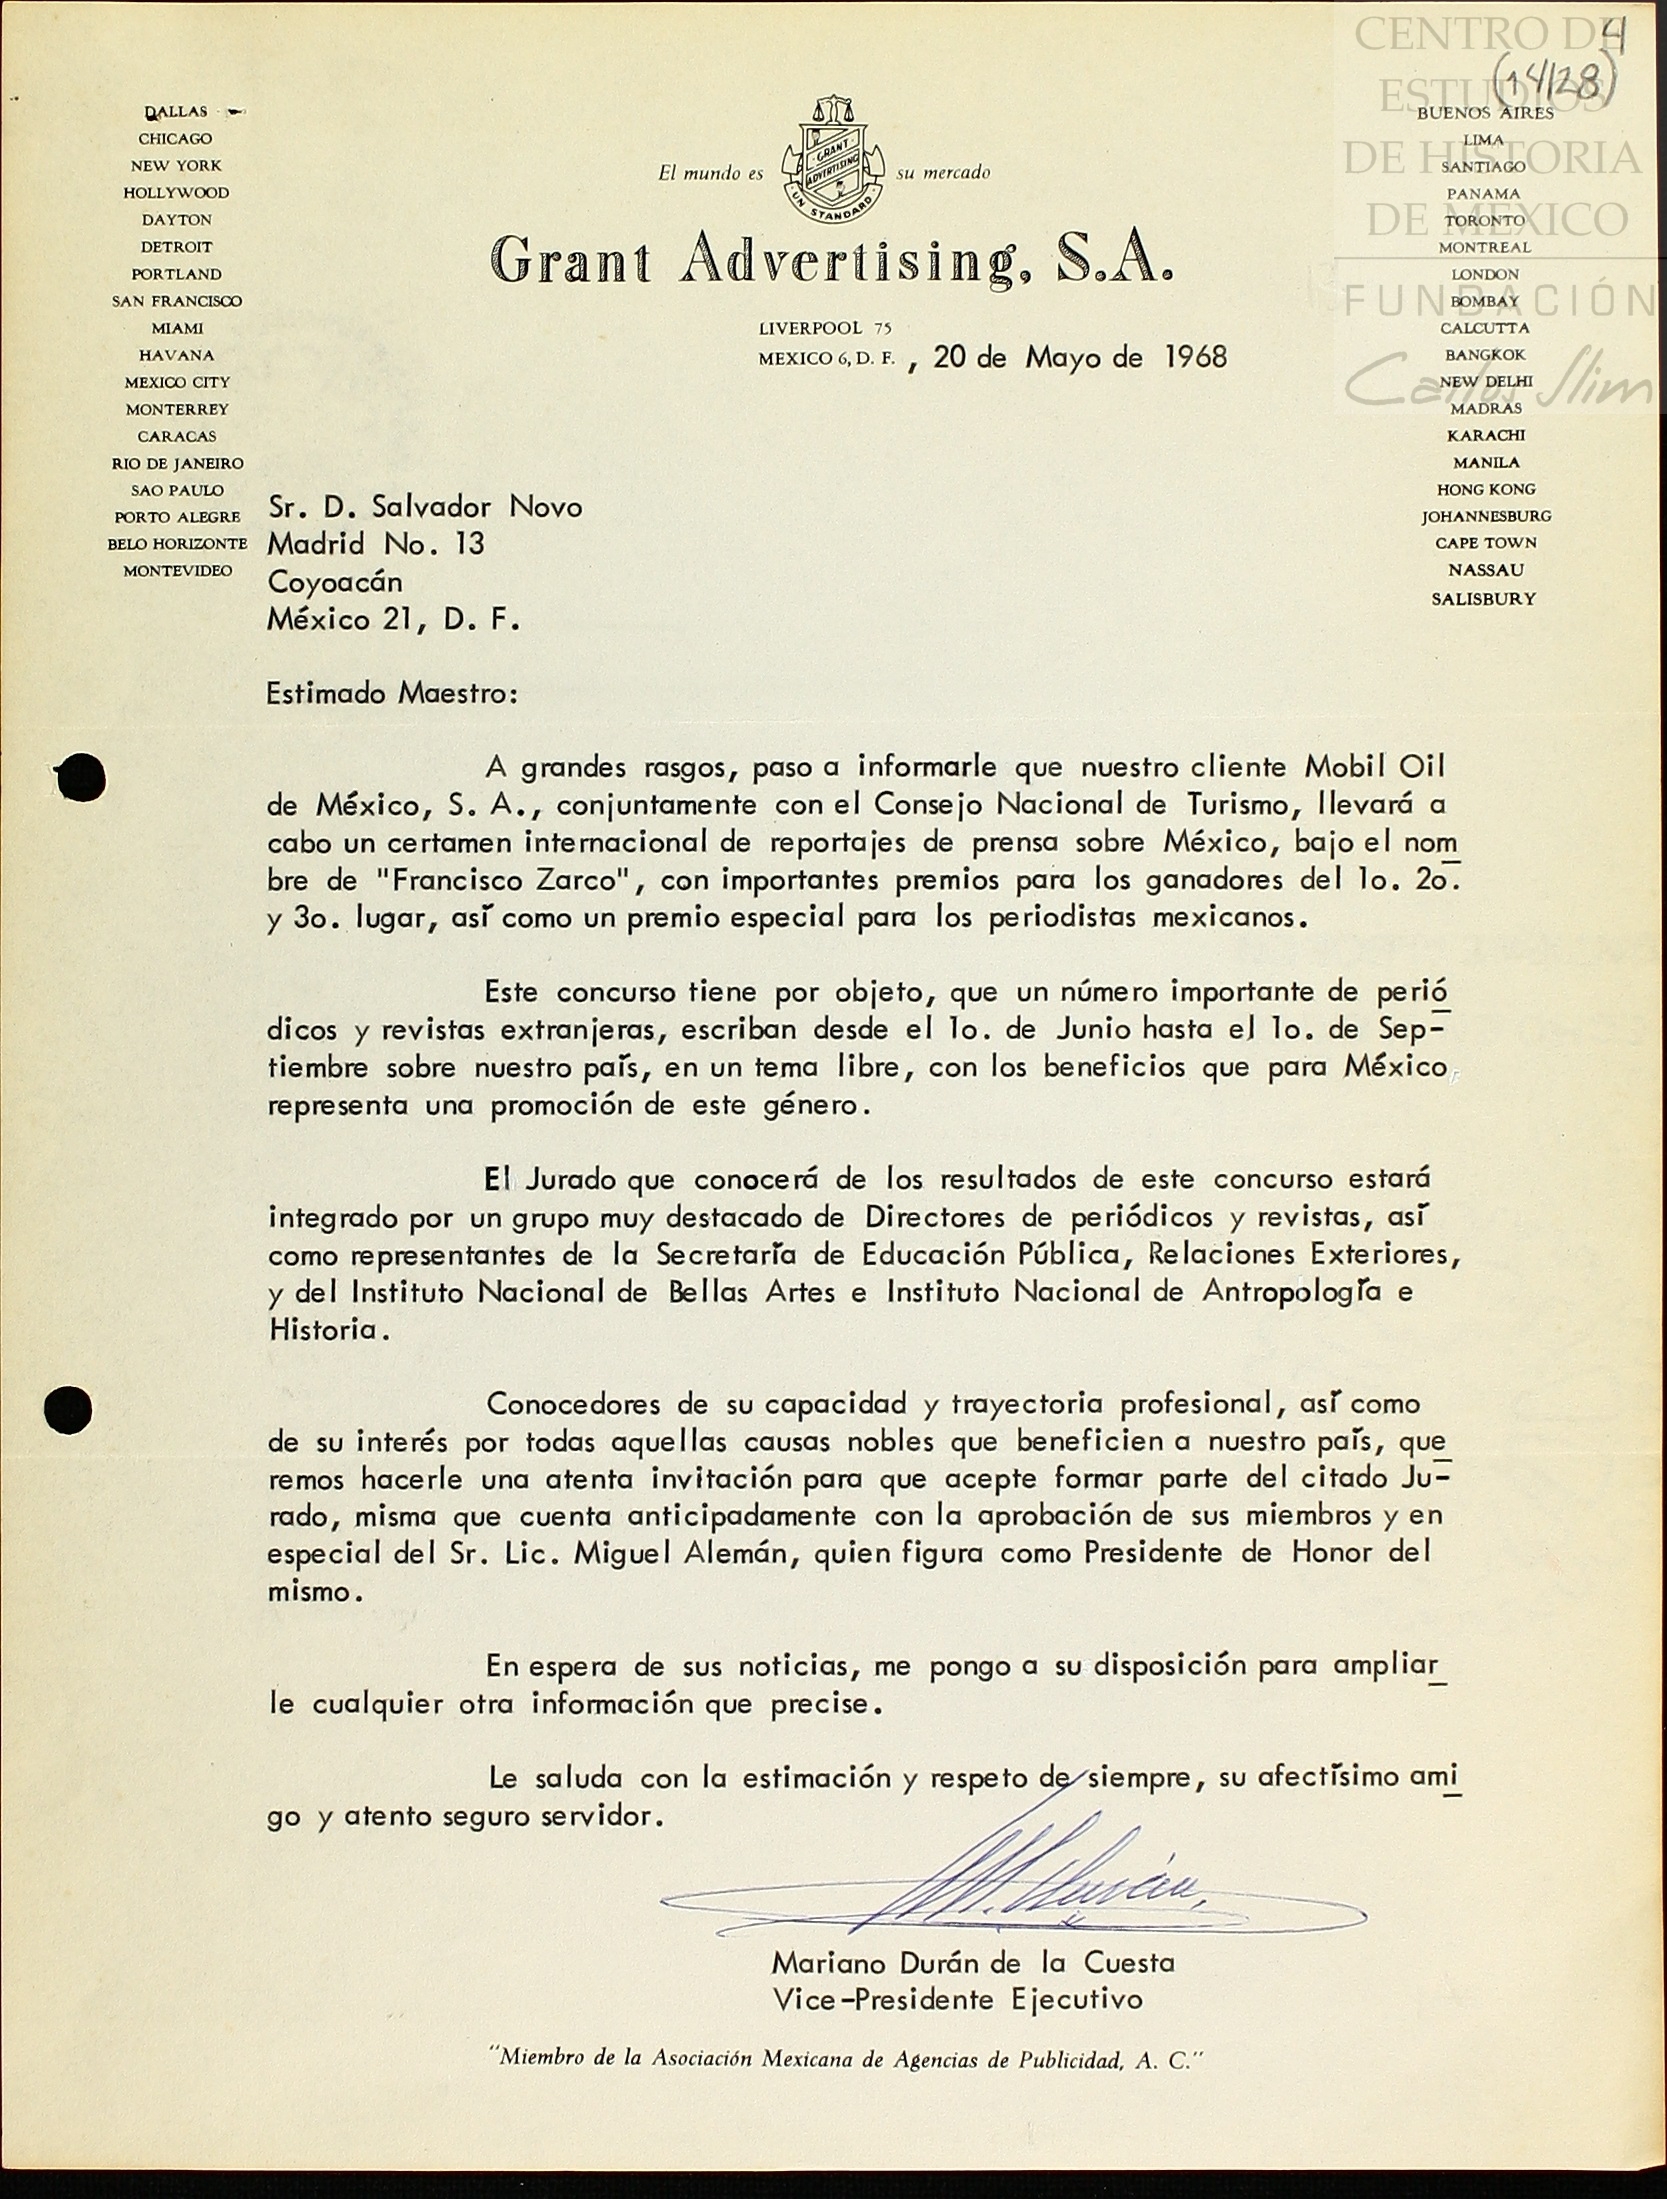 CENTRO DE
ESTUDIOS
DE HISTORIA
DE MÉXICO
FUNDACIÓN
Carlos Slim
4
(14/28)
DALLAS
CHICAGO
NEW YORK
HOLLYWOOD
DAYTON
DETROIT
PORTLAND
SAN FRANCISCO
MIAMI
HAVANA
MEXICO CITY
MONTERREY
CARACAS
RIO DE JANEIRO
SAO PAULO
PORTO ALEGRE
BELO HORIZONTE
MONTEVIDEO
El mundo es su mercado
GRANT
ADVERTISING
UN STANDARD
Grant Advertising, S.A.
LIVERPOOL 75
MEXICO 6, D. F. , 20 de Mayo de 1968
BUENOS AIRES
LIMA
SANTIAGO
PANAMA
TORONTO
MONTREAL
LONDON
BOMBAY
CALCUTTA
BANGKOK
NEW DELHI
MADRAS
KARACHI
MANILA
HONG KONG
JOHANNESBURG
CAPE TOWN
NASSAU
SALISBURY
Sr. D. Salvador Novo
Madrid No. 13
Coyoacán
México 21, D. F.
Estimado Maestro:
A grandes rasgos, paso a informarle que nuestro cliente Mobil Oil
de México, S. A., conjuntamente con el Consejo Nacional de Turismo, llevará a
cabo un certamen internacional de reportajes de prensa sobre México, bajo el nom
bre de "Francisco Zarco", con importantes premios para los ganadores del 1o. 2o.
y 3o. lugar, así como un premio especial para los periodistas mexicanos.
Este concurso tiene por objeto, que un número importante de perió
dicos y revistas extranjeras, escriban desde el 1o. de Junio hasta el 1o. de Sep-
tiembre sobre nuestro país, en un tema libre, con los beneficios que para México
representa una promoción de este género.
El Jurado que conocerá de los resultados de este concurso estará
integrado por un grupo muy destacado de Directores de periódicos y revistas, así
como representantes de la Secretaría de Educación Pública, Relaciones Exteriores,
y del Instituto Nacional de Bellas Artes e Instituto Nacional de Antropología e
Historia.
Conocedores de su capacidad y trayectoria profesional, así como
de su interés por todas aquellas causas nobles que beneficien a nuestro país, que
remos hacerle una atenta invitación para que acepte formar parte del citado Ju-
rado, misma que cuenta anticipadamente con la aprobación de sus miembros y en
especial del Sr. Lic. Miguel Alemán, quien figura como Presidente de Honor del
mismo.
En espera de sus noticias, me pongo a su disposición para ampliar
le cualquier otra información que precise.
Le saluda con la estimación y respeto de siempre, su afectísimo ami
go y atento seguro servidor.
M. Durán
Mariano Durán de la Cuesta
Vice-Presidente Ejecutivo
"Miembro de la Asociación Mexicana de Agencias de Publicidad, A. C."